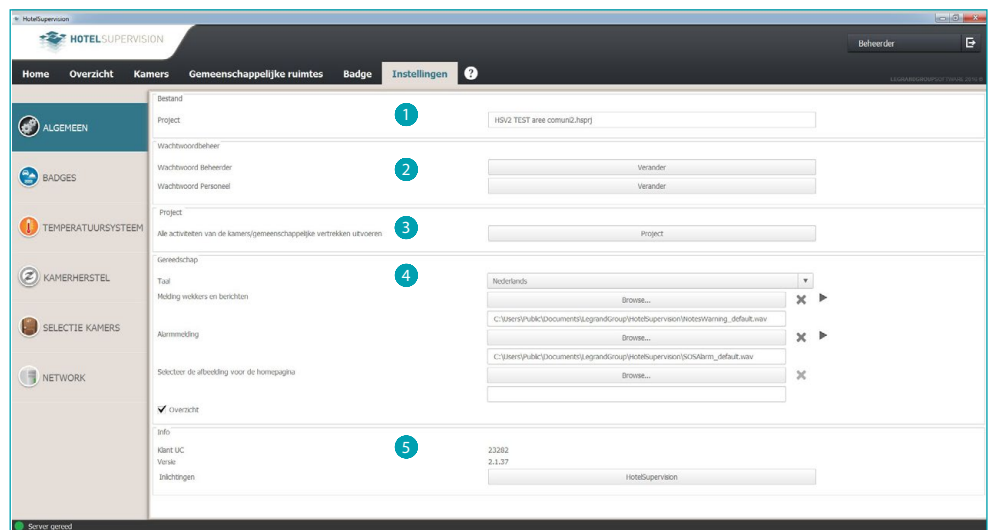 HotelSupervision
HOTELSUPERVISION
Beheerder
Home Overzicht Kamers Gemeenschappelijke ruimtes Badge Instellingen ?
ALGEMEEN
BADGES
TEMPERATUURSYSTEEM
KAMERHERSTEL
SELECTIE KAMERS
NETWORK
Bestand
Project 1 HSV2 TEST aree comuni2.hsprj
Wachtwoordbeheer
Wachtwoord Beheerder 2 Verander
Wachtwoord Personeel Verander
Project
Alle activiteiten van de kamers/gemeenschappelijke vertrekken uitvoeren 3 Project
Gereedschap
4
Taal Nederlands
Melding wekkers en berichten Browse...
C:\Users\Public\Documents\LegrandGroup\HotelSupervision\NotesWarning_default.wav
Alarmmelding Browse...
C:\Users\Public\Documents\LegrandGroup\HotelSupervision\SOSAlarm_default.wav
Selecteer de afbeelding voor de homepagina Browse...
Overzicht
Info
Klant UC 5 23282
Versie 2.1.37
Inlichtingen HotelSupervision
Server gereed